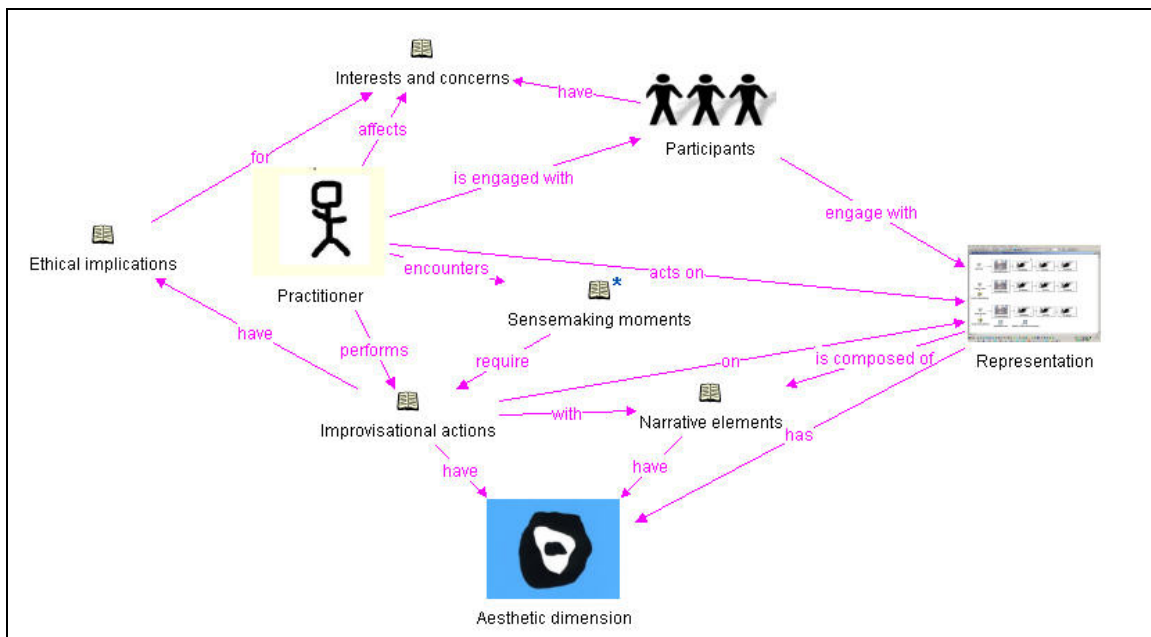 Interests and concerns
have
affects
Participants
for
is engaged with
engage with
Ethical implications
encounters
acts on
Practitioner
*
Sensemaking moments
have
performs
require
on
is composed of
Representation
Improvisational actions
with
Narrative elements
has
have
have
Aesthetic dimension